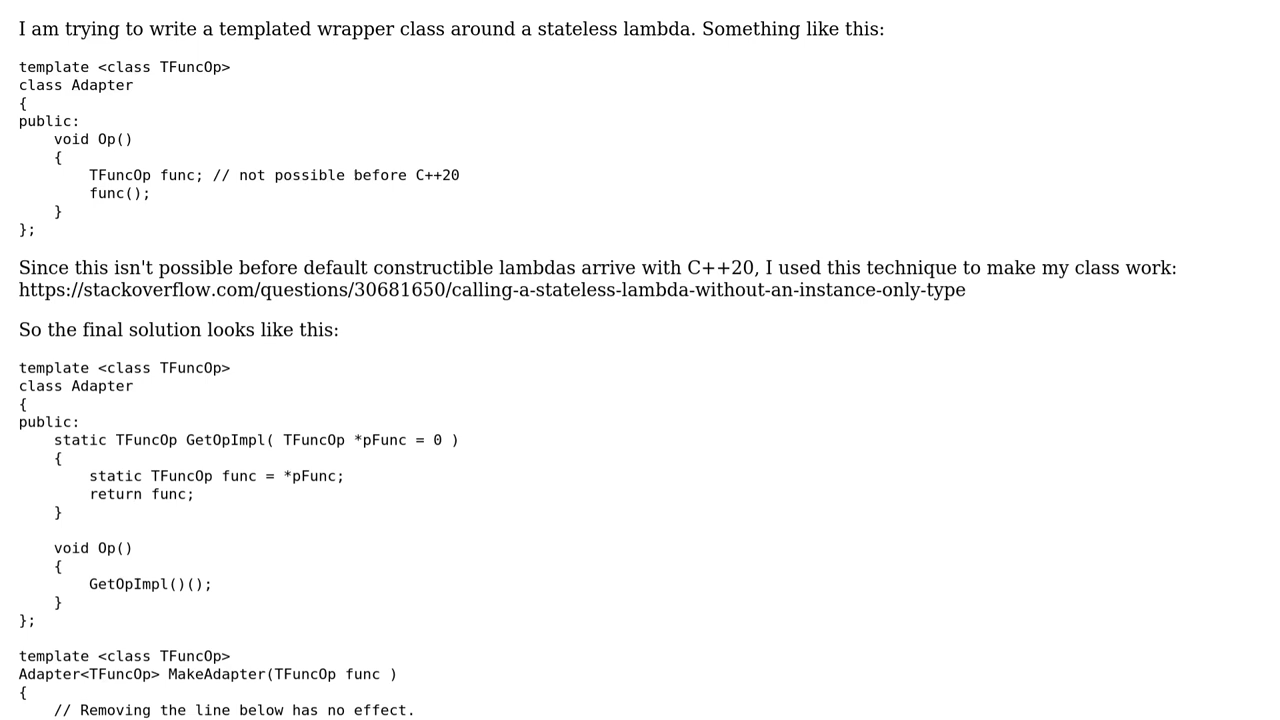 I am trying to write a templated wrapper class around a stateless lambda. Something like this:
template <class TFuncOp>
class Adapter
{
public:
    void Op()
    {
        TFuncOp func; // not possible before C++20
        func();
    }
};
Since this isn't possible before default constructible lambdas arrive with C++20, I used this technique to make my class work:
https://stackoverflow.com/questions/30681650/calling-a-stateless-lambda-without-an-instance-only-type
So the final solution looks like this:
template <class TFuncOp>
class Adapter
{
public:
    static TFuncOp GetOpImpl( TFuncOp *pFunc = 0 )
    {
        static TFuncOp func = *pFunc;
        return func;
    }
    void Op()
    {
        GetOpImpl()();
    }
};
template <class TFuncOp>
Adapter<TFuncOp> MakeAdapter(TFuncOp func )
{
    // Removing the line below has no effect.